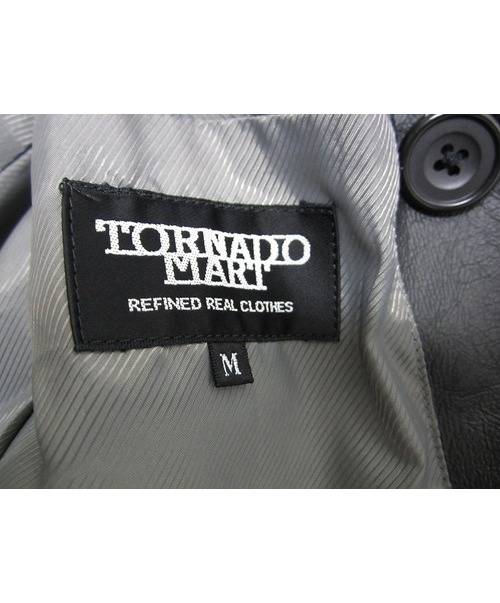 TORNADO
MART
REFINED REAL CLOTHES
M